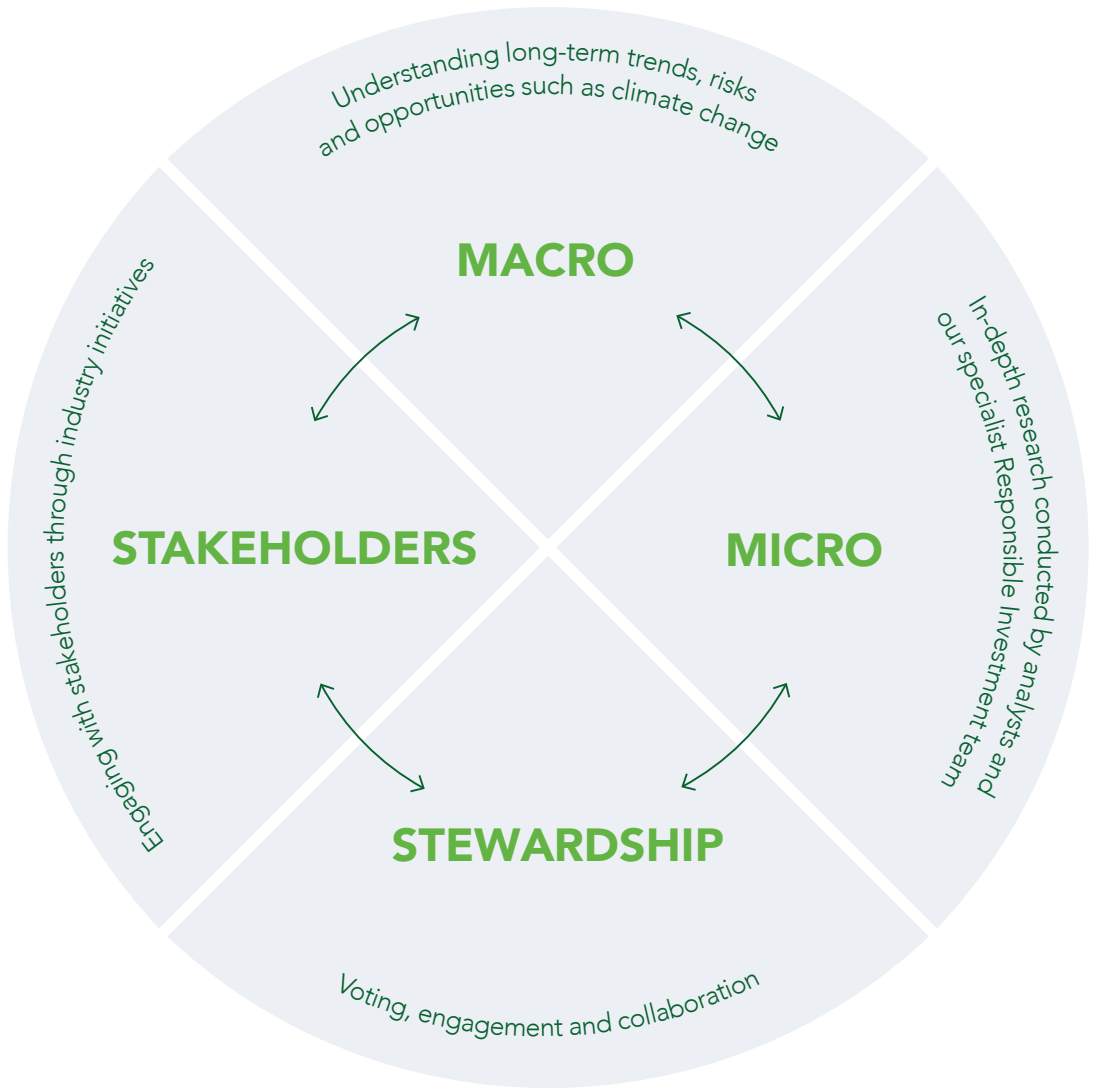 Understanding long-term trends, risks
and opportunities such as climate change
MACRO
In-depth research conducted by analysts and
our specialist Responsible Investment team
MICRO
STEWARDSHIP
Voting, engagement and collaboration
STAKEHOLDERS
Engaging with stakeholders through industry initiatives